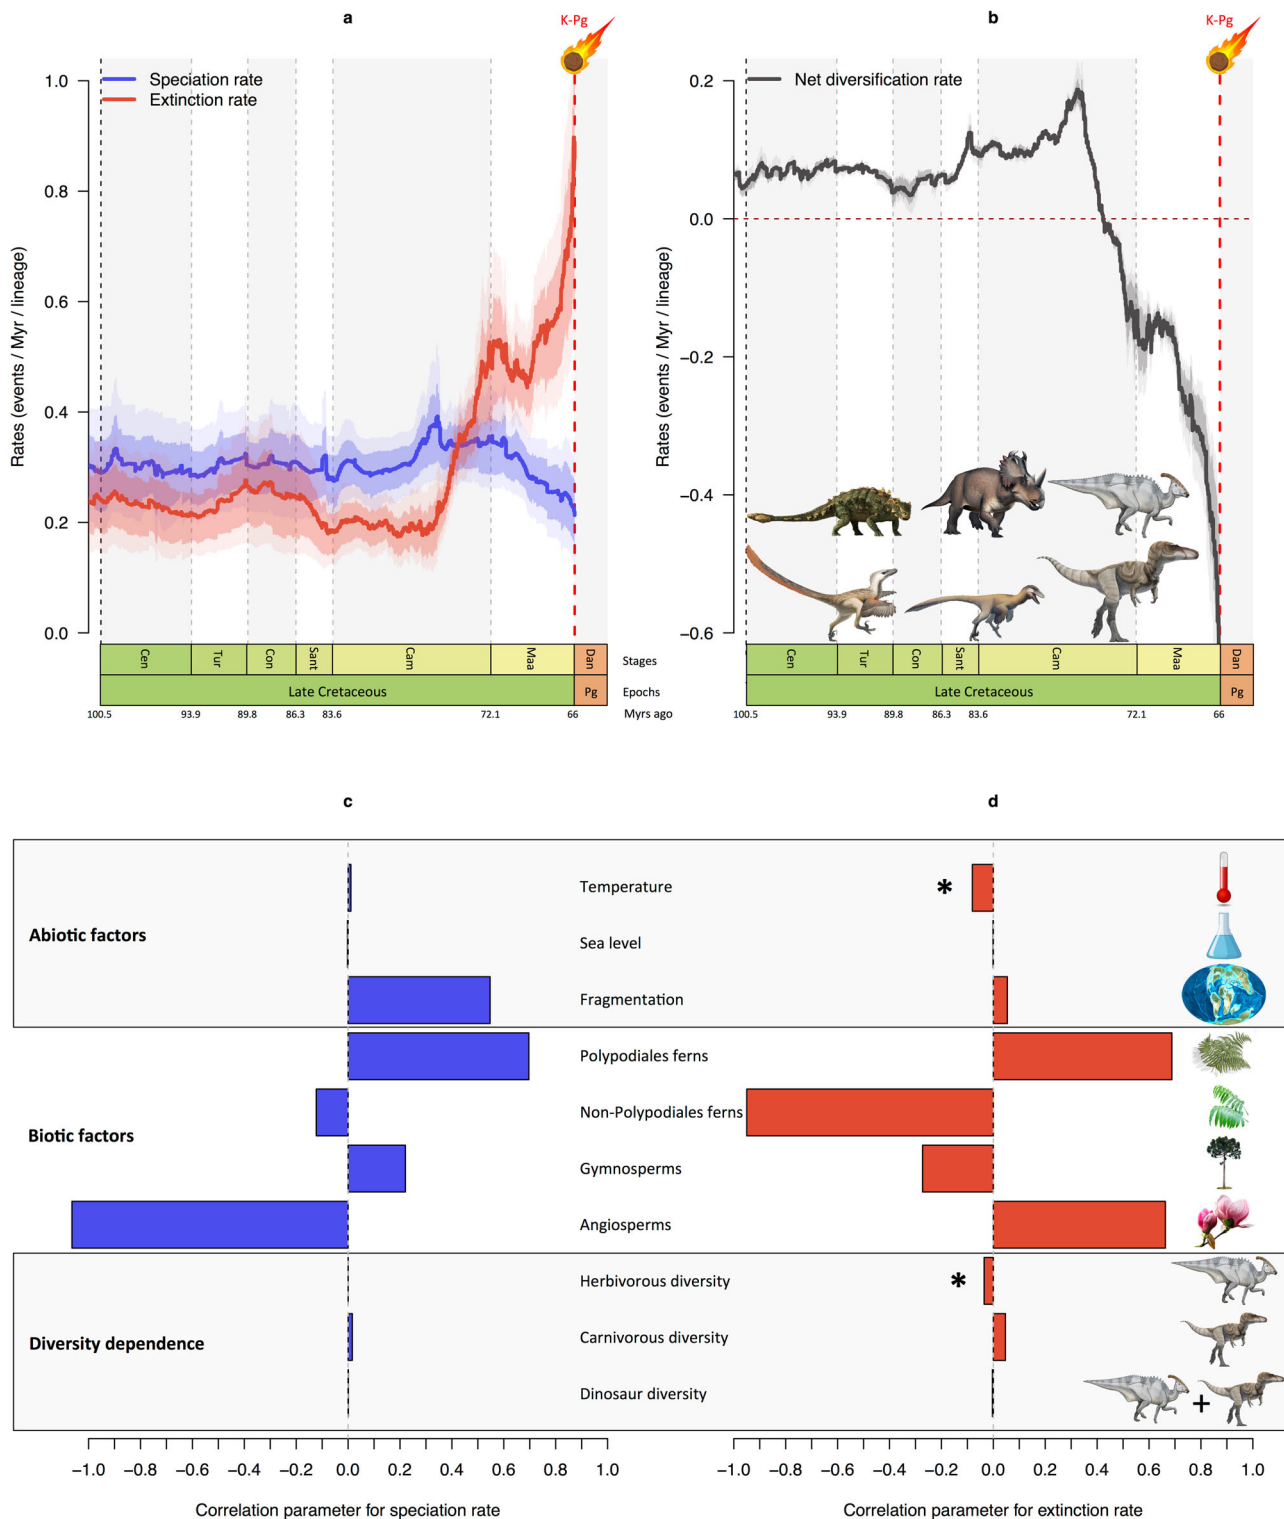 a
b
K-Pg
K-Pg
Speciation rate
Extinction rate
Net diversification rate
Rates (events / Myr / lineage)
1.0
0.8
0.6
0.4
0.2
0.0
Rates (events / Myr / lineage)
0.2
0.0
−0.2
−0.4
−0.6
Cen Tur Con Sant Cam Maa Dan Stages
Late Cretaceous Pg Epochs
100.5 93.9 89.8 86.3 83.6 72.1 66 Myrs ago
Cen Tur Con Sant Cam Maa Dan
Late Cretaceous Pg
100.5 93.9 89.8 86.3 83.6 72.1 66
c
d
Abiotic factors
Temperature *
Sea level
Fragmentation
Biotic factors
Polypodiales ferns
Non-Polypodiales ferns
Gymnosperms
Angiosperms
Diversity dependence
Herbivorous diversity *
Carnivorous diversity
Dinosaur diversity +
−1.0 −0.8 −0.6 −0.4 −0.2 0.0 0.2 0.4 0.6 0.8 1.0
Correlation parameter for speciation rate
−1.0 −0.8 −0.6 −0.4 −0.2 0.0 0.2 0.4 0.6 0.8 1.0
Correlation parameter for extinction rate